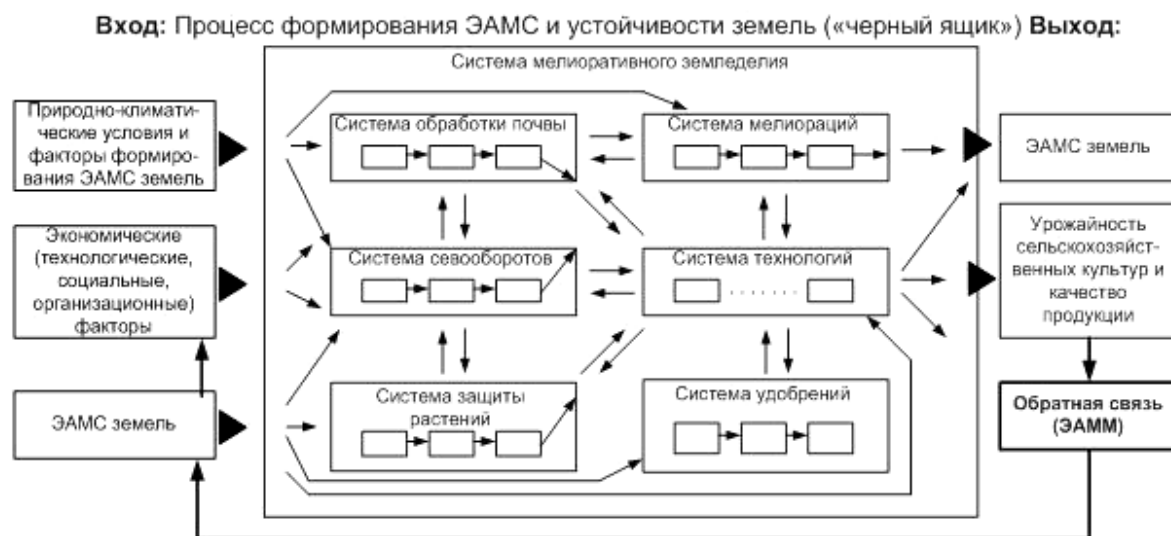 Вход: Процесс формирования ЭАМС и устойчивости земель («черный ящик») Выход:
Система мелиоративного земледелия
Природно-климати-
ческие условия и
факторы формиро-
вания ЭАМС земель
Система обработки почвы
Система мелиораций
ЭАМС земель
Экономические
(технологические,
социальные,
организационные)
факторы
Система севооборотов
Система технологий
Урожайность
сельскохозяйст-
венных культур и
качество
продукции
ЭАМС земель
Система защиты
растений
Система удобрений
Обратная связь
(ЭАММ)